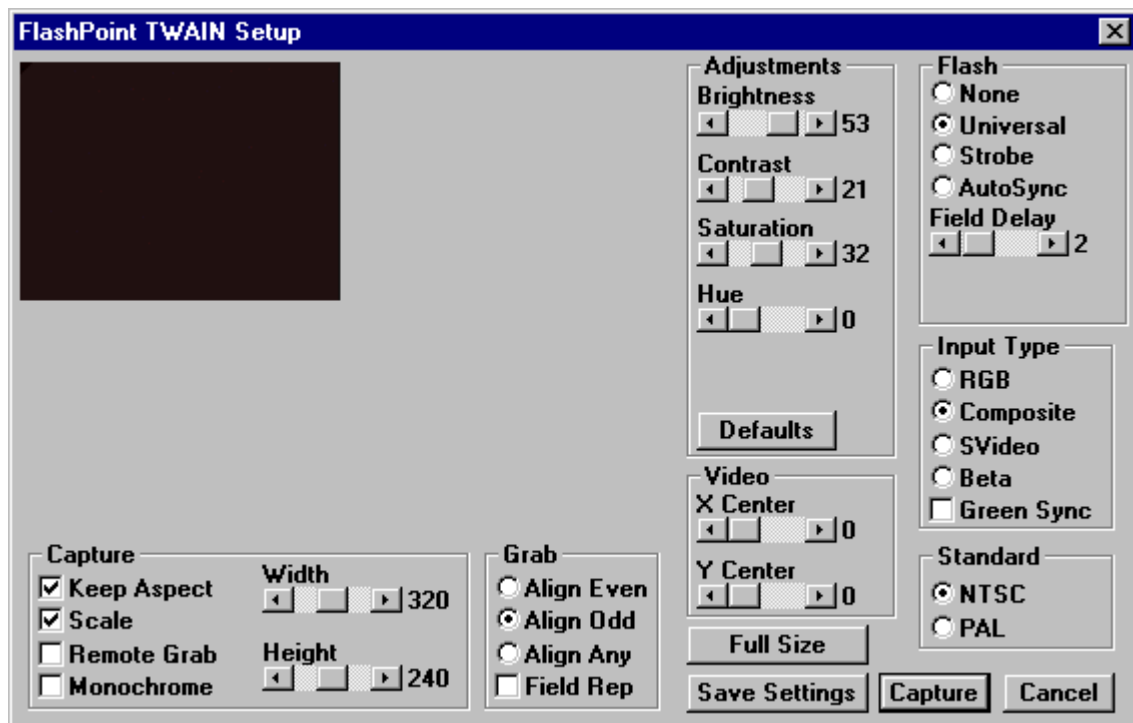 FlashPoint TWAIN Setup
Adjustments
Brightness
53
Contrast
21
Saturation
32
Hue
0
Defaults
Flash
None
Universal
Strobe
AutoSync
Field Delay
2
Input Type
RGB
Composite
SVideo
Beta
Green Sync
Video
X Center
0
Y Center
0
Standard
NTSC
PAL
Capture
Keep Aspect
Scale
Remote Grab
Monochrome
Width
320
Height
240
Grab
Align Even
Align Odd
Align Any
Field Rep
Full Size
Save Settings
Capture
Cancel